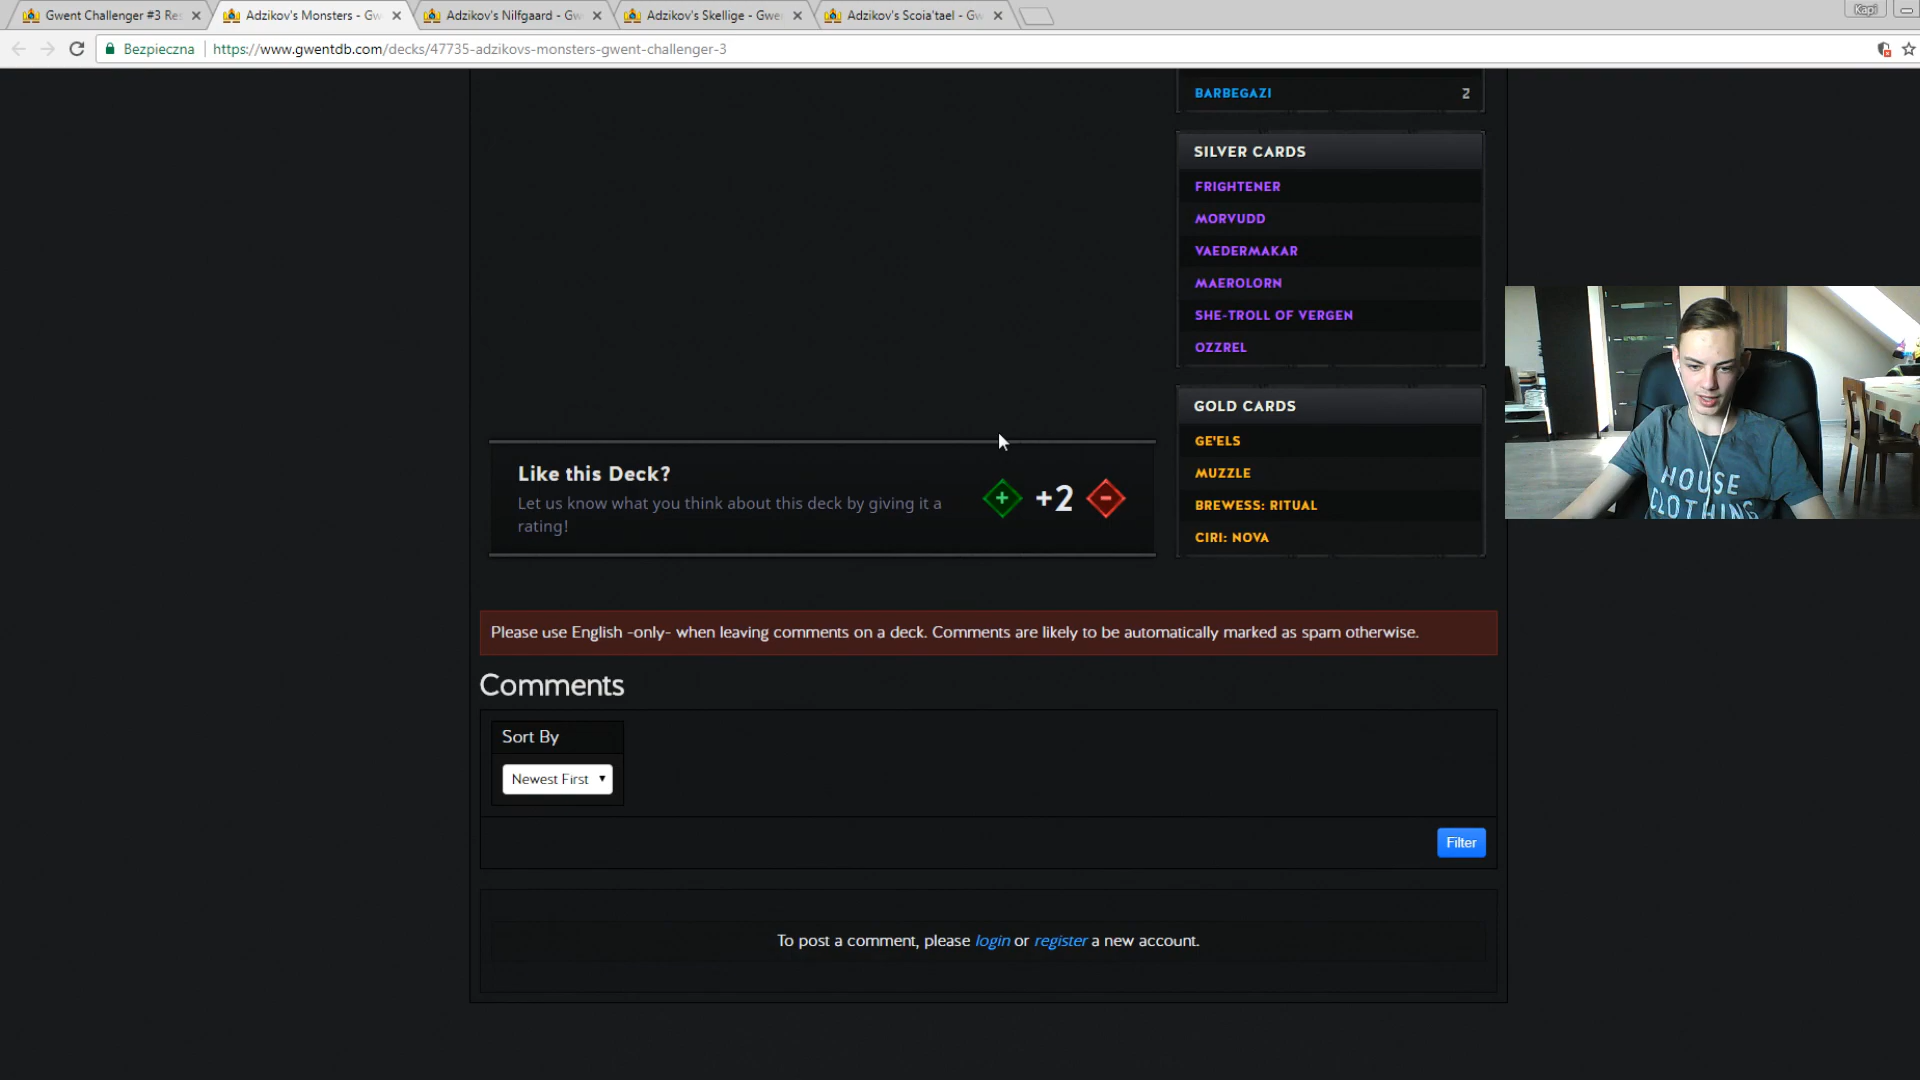 Gwent Challenger #3 Re
Adzikov's Monsters - Gw
Adzikov's Nilfgaard - Gw
Adzikov's Skellige - Gwe
Adzikov's Scoia'tael - Gw
Kapi
Bezpieczna
https://www.gwentdb.com/decks/47735-adzikovs-monsters-gwent-challenger-3
BARBEGAZI 2
SILVER CARDS
FRIGHTENER
MORVUDD
VAEDERMAKAR
MAEROLORN
SHE-TROLL OF VERGEN
OZZREL
GOLD CARDS
GE'ELS
MUZZLE
BREWESS: RITUAL
CIRI: NOVA
Like this Deck?
Let us know what you think about this deck by giving it a
rating!
+2
HOUSE
CLOTHING
Please use English -only- when leaving comments on a deck. Comments are likely to be automatically marked as spam otherwise.
Comments
Sort By
Newest First
Filter
To post a comment, please login or register a new account.